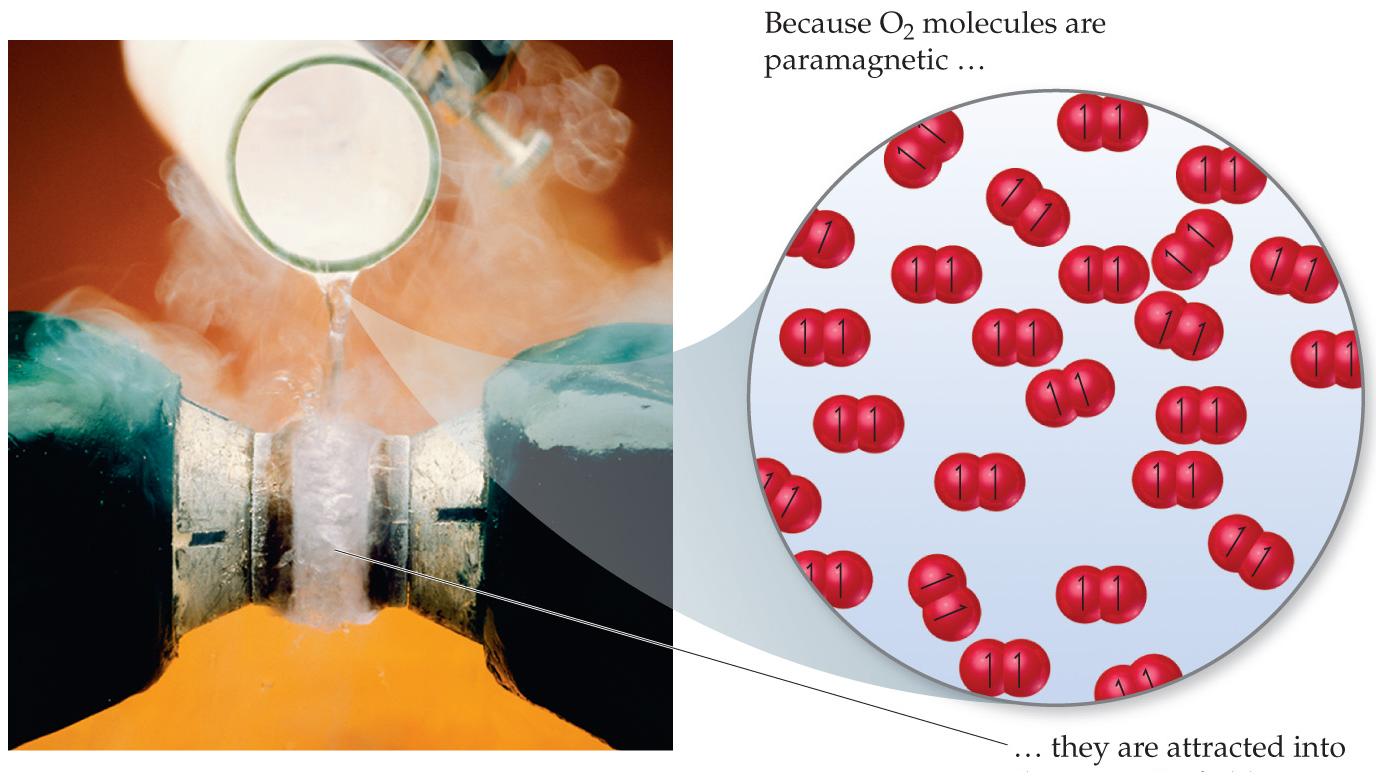 Because O₂ molecules are
paramagnetic …
… they are attracted into